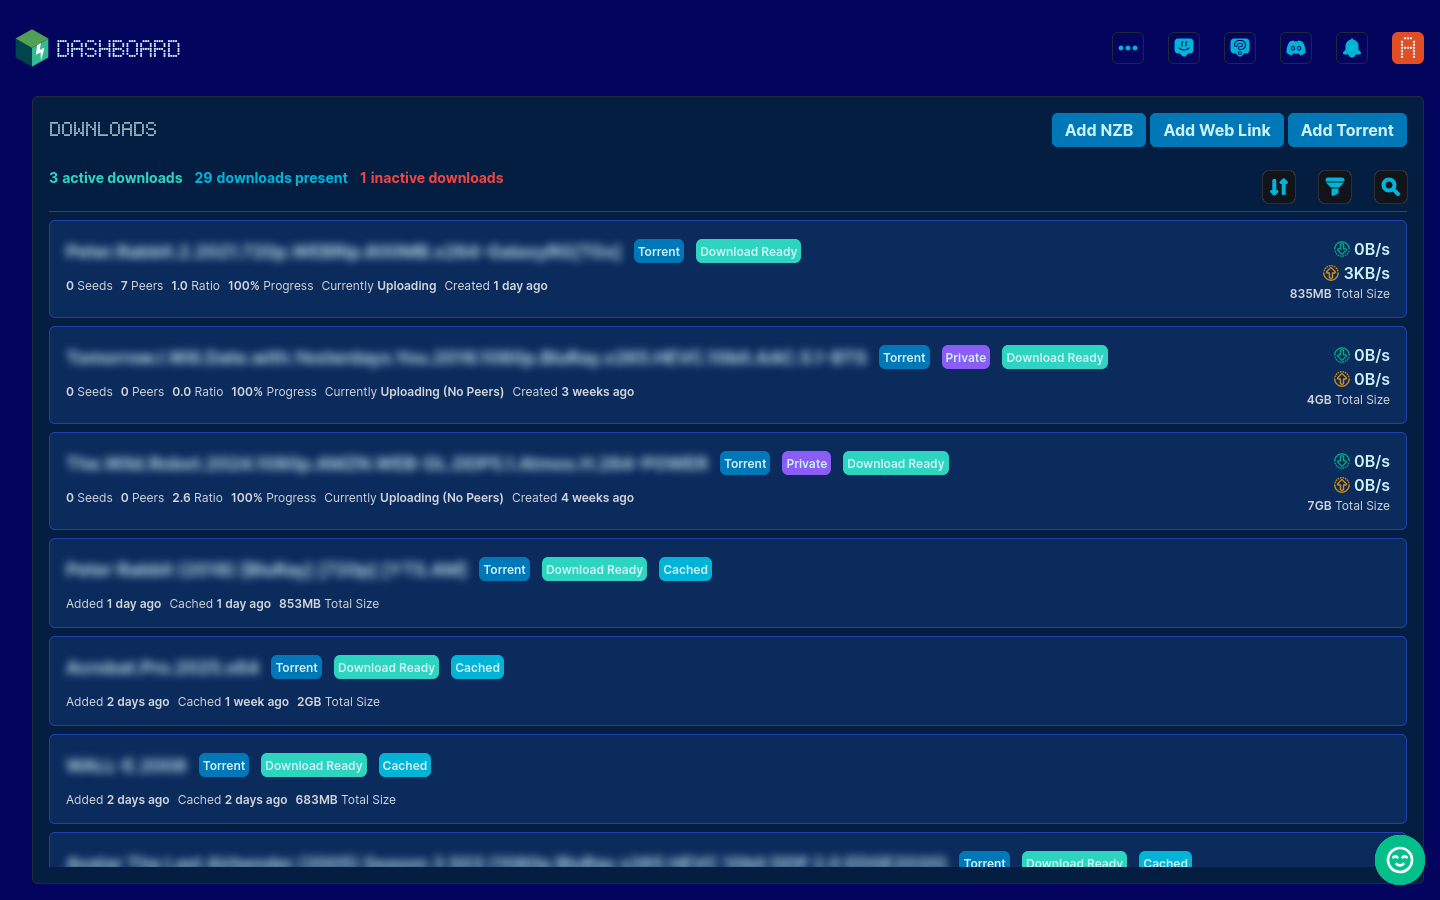 DASHBOARD
A
DOWNLOADS
Add NZB Add Web Link Add Torrent
3 active downloads 29 downloads present 1 inactive downloads
Torrent Download Ready
0B/s
3KB/s
0 Seeds 7 Peers 1.0 Ratio 100% Progress Currently Uploading Created 1 day ago
835MB Total Size
Torrent Private Download Ready
0B/s
0B/s
0 Seeds 0 Peers 0.0 Ratio 100% Progress Currently Uploading (No Peers) Created 3 weeks ago
4GB Total Size
Torrent Private Download Ready
0B/s
0B/s
0 Seeds 0 Peers 2.6 Ratio 100% Progress Currently Uploading (No Peers) Created 4 weeks ago
7GB Total Size
Torrent Download Ready Cached
Added 1 day ago Cached 1 day ago 853MB Total Size
Torrent Download Ready Cached
Added 2 days ago Cached 1 week ago 2GB Total Size
Torrent Download Ready Cached
Added 2 days ago Cached 2 days ago 683MB Total Size
Torrent Download Ready Cached